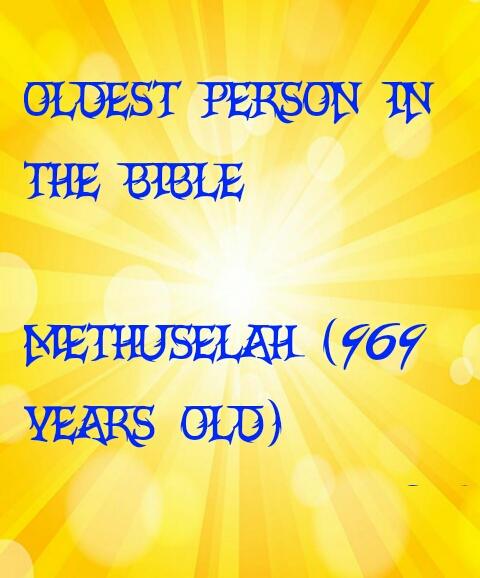 OLDEST PERSON IN
THE BIBLE
METHUSELAH (969
YEARS OLD)